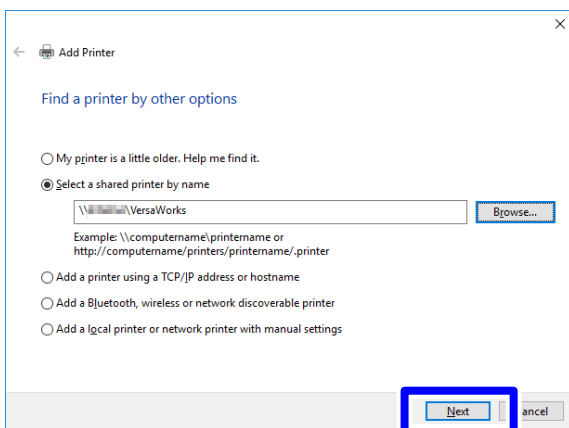 Add Printer
Find a printer by other options
My printer is a little older. Help me find it.
Select a shared printer by name
\\ \VersaWorks
Browse...
Example: \\computername\printername or
http://computername/printers/printername/.printer
Add a printer using a TCP/IP address or hostname
Add a Bluetooth, wireless or network discoverable printer
Add a local printer or network printer with manual settings
Next
ancel